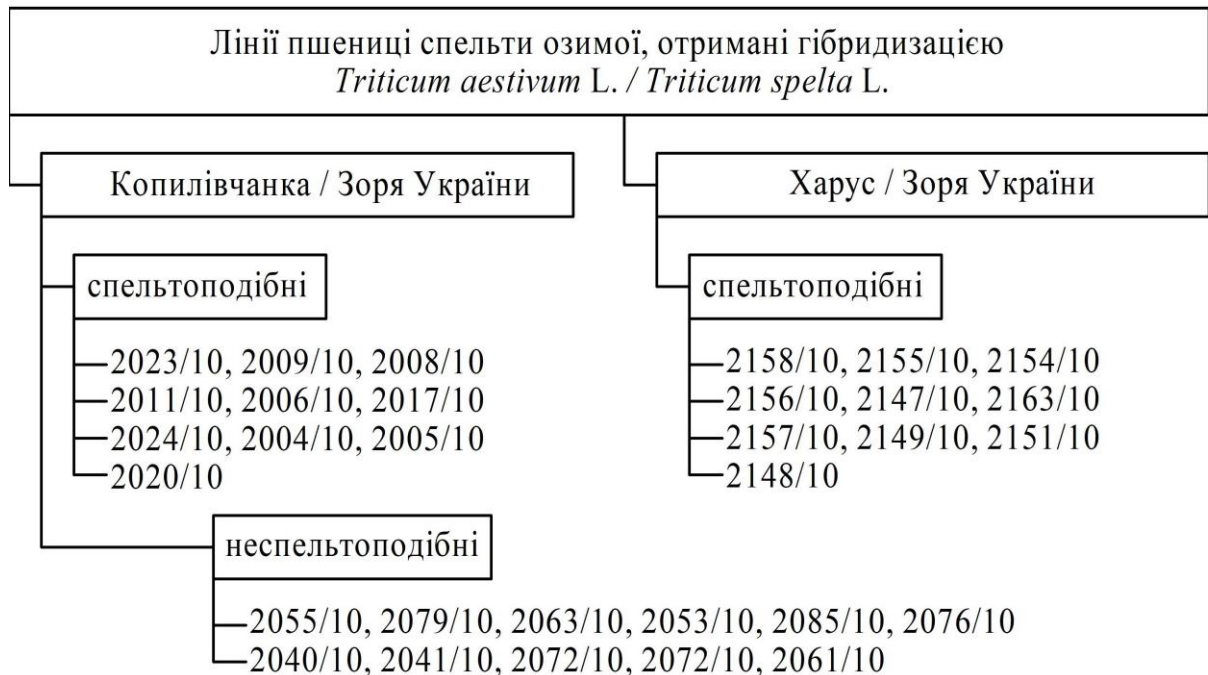 Лінії пшениці спельти озимої, отримані гібридизацією
Triticum aestivum L. / Triticum spelta L.
Копилівчанка / Зоря України
спельтоподібні
2023/10, 2009/10, 2008/10
2011/10, 2006/10, 2017/10
2024/10, 2004/10, 2005/10
2020/10
неспельтоподібні
2055/10, 2079/10, 2063/10, 2053/10, 2085/10, 2076/10
2040/10, 2041/10, 2072/10, 2072/10, 2061/10
Харус / Зоря України
спельтоподібні
2158/10, 2155/10, 2154/10
2156/10, 2147/10, 2163/10
2157/10, 2149/10, 2151/10
2148/10